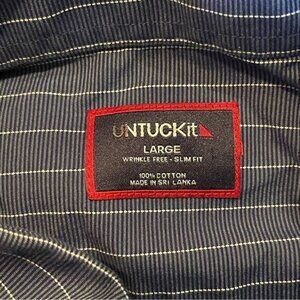 UNTUCKit
LARGE
WRINKLE FREE - SLIM FIT
100% COTTON
MADE IN SRI LANKA